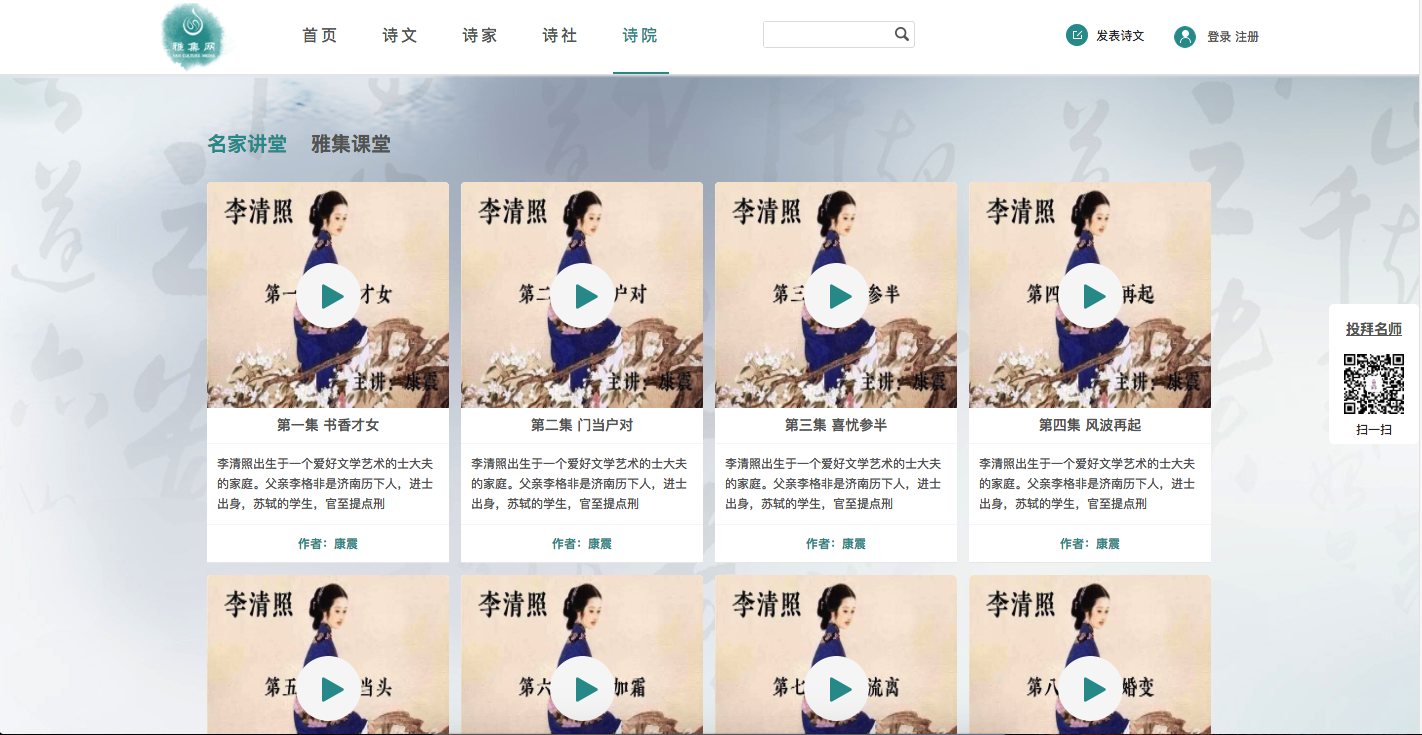 雅集网
首页 诗文 诗家 诗社 诗院
发表诗文
登录 注册
名家讲堂 雅集课堂
李清照
第一 才女
主讲：康震
第一集 书香才女
李清照出生于一个爱好文学艺术的士大夫
的家庭。父亲李格非是济南历下人，进士
出身，苏轼的学生，官至提点刑
作者：康震
李清照
第二 户对
主讲：康震
第二集 门当户对
李清照出生于一个爱好文学艺术的士大夫
的家庭。父亲李格非是济南历下人，进士
出身，苏轼的学生，官至提点刑
作者：康震
李清照
第三 参半
主讲：康震
第三集 喜忧参半
李清照出生于一个爱好文学艺术的士大夫
的家庭。父亲李格非是济南历下人，进士
出身，苏轼的学生，官至提点刑
作者：康震
李清照
第四 再起
主讲：康震
第四集 风波再起
李清照出生于一个爱好文学艺术的士大夫
的家庭。父亲李格非是济南历下人，进士
出身，苏轼的学生，官至提点刑
作者：康震
李清照
第五 当头
李清照
第六 加霜
李清照
第七 流离
李清照
第八 婚变
投拜名师
扫一扫